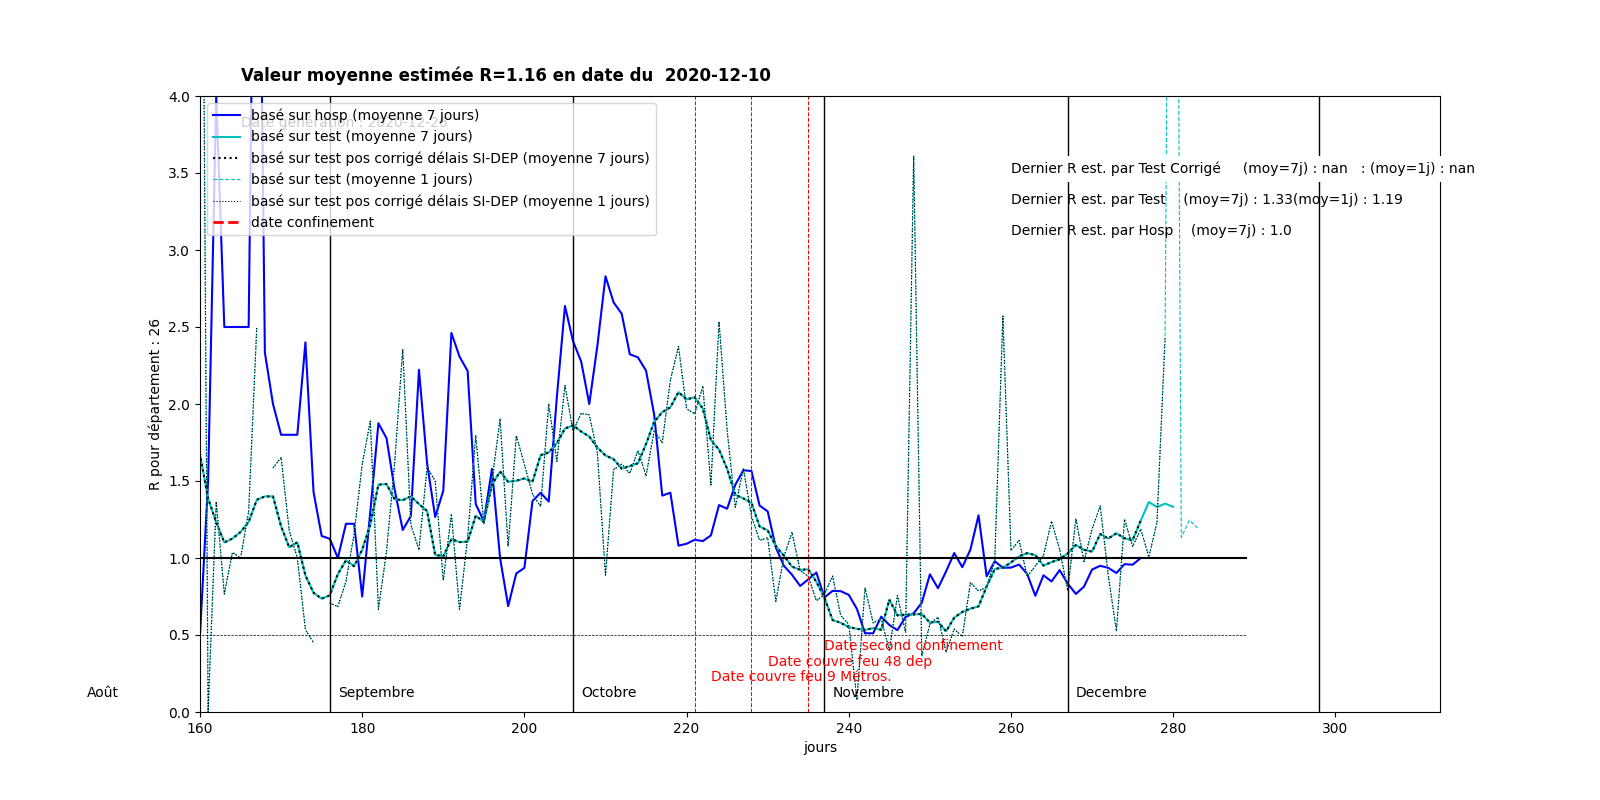 Valeur moyenne estimée R=1.16 en date du  2020-12-10
Date génération : 2020-12-20
basé sur hosp (moyenne 7 jours)
basé sur test (moyenne 7 jours)
basé sur test pos corrigé délais SI-DEP (moyenne 7 jours)
basé sur test (moyenne 1 jours)
basé sur test pos corrigé délais SI-DEP (moyenne 1 jours)
date confinement
Dernier R est. par Test Corrigé (moy=7j) : nan : (moy=1j) : nan
Dernier R est. par Test (moy=7j) : 1.33(moy=1j) : 1.19
Dernier R est. par Hosp (moy=7j) : 1.0
4.0
3.5
3.0
2.5
2.0
1.5
1.0
0.5
0.0
R pour département : 26
Date second confinement
Date couvre feu 48 dep
Date couvre feu 9 Métros.
Août Septembre Octobre Novembre Decembre
160 180 200 220 240 260 280 300
jours